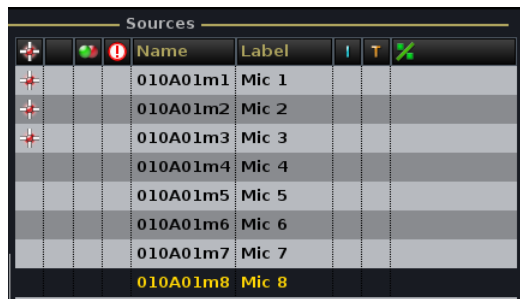 Sources
Name Label I T
010A01m1 Mic 1
010A01m2 Mic 2
010A01m3 Mic 3
010A01m4 Mic 4
010A01m5 Mic 5
010A01m6 Mic 6
010A01m7 Mic 7
010A01m8 Mic 8